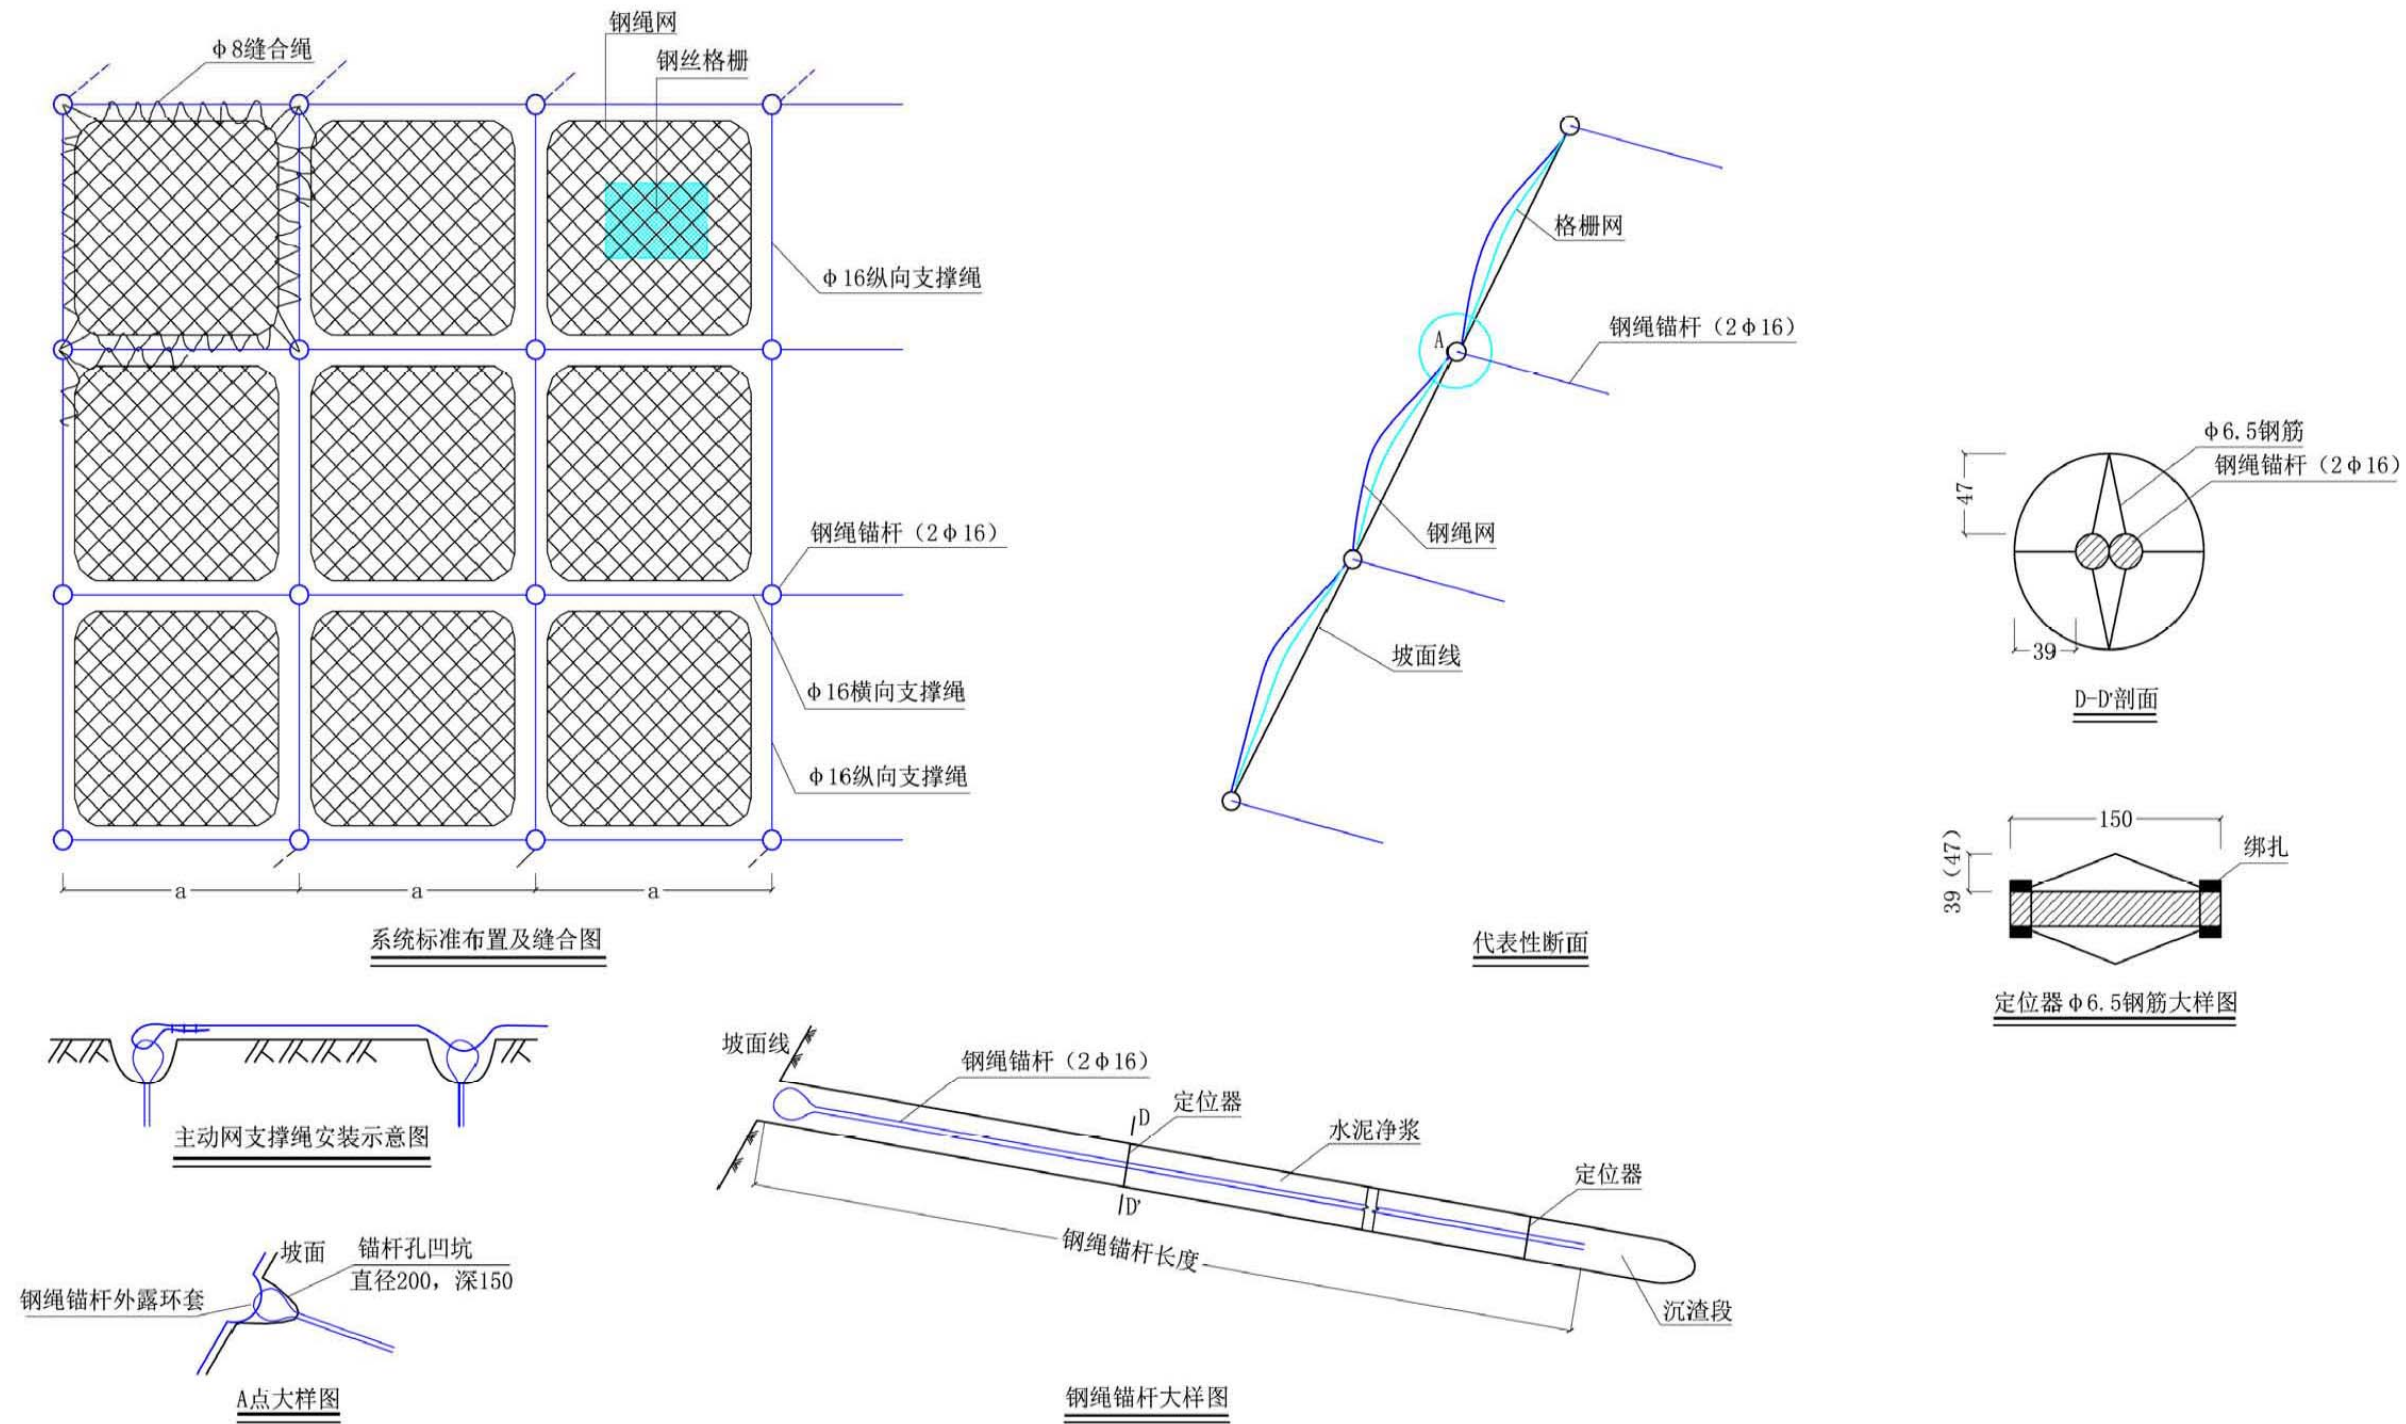 钢绳网
φ8缝合绳
钢丝格栅
φ16纵向支撑绳
钢绳锚杆（2φ16）
φ16横向支撑绳
φ16纵向支撑绳
a
a
a
系统标准布置及缝合图
格栅网
钢绳锚杆（2φ16）
A
钢绳网
坡面线
代表性断面
φ6.5钢筋
钢绳锚杆（2φ16）
47
39
D-D'剖面
150
39（47）
绑扎
定位器φ6.5钢筋大样图
主动网支撑绳安装示意图
坡面
锚杆孔凹坑
直径200，深150
钢绳锚杆外露环套
A点大样图
坡面线
钢绳锚杆（2φ16）
定位器
D
水泥净浆
定位器
D'
钢绳锚杆长度
沉渣段
钢绳锚杆大样图